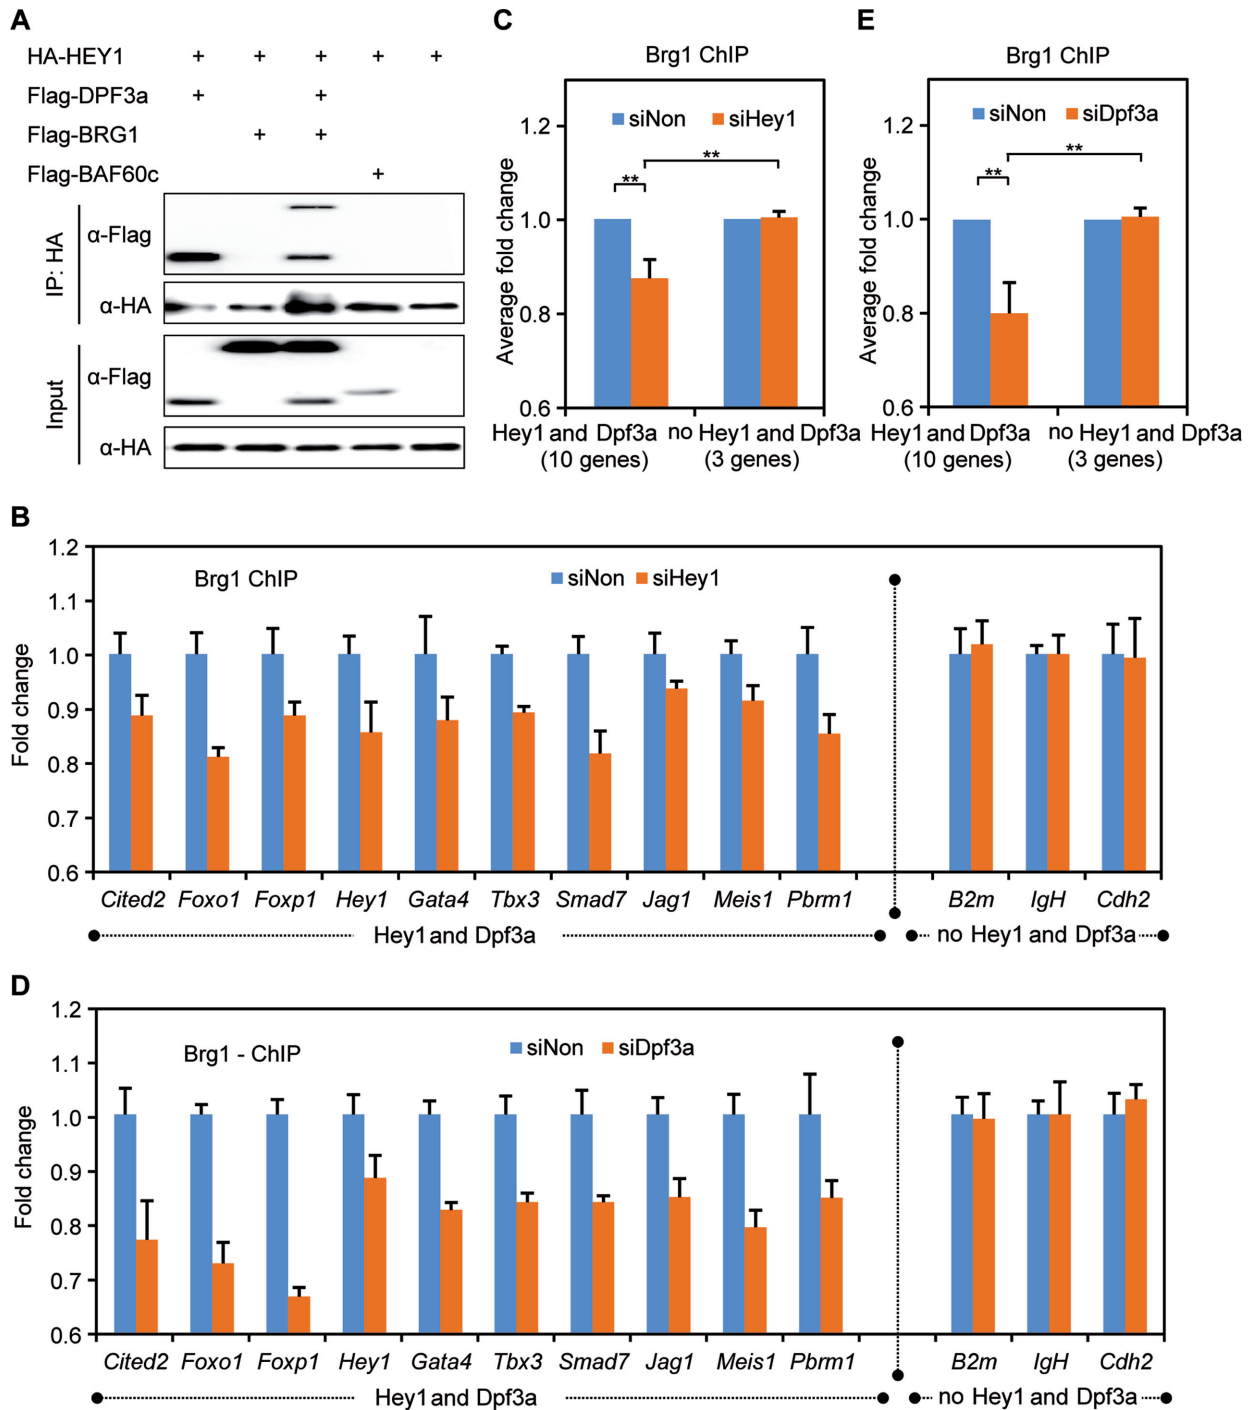 A
HA-HEY1 + + + + +
Flag-DPF3a + +
Flag-BRG1 + +
Flag-BAF60c +
IP: HA
α-Flag
α-HA
Input
α-Flag
α-HA
C
Brg1 ChIP
siNon siHey1
Average fold change
1.2
1.0
0.8
0.6
**
**
Hey1 and Dpf3a no Hey1 and Dpf3a
(10 genes) (3 genes)
E
Brg1 ChIP
siNon siDpf3a
Average fold change
1.2
1.0
0.8
0.6
**
**
Hey1 and Dpf3a no Hey1 and Dpf3a
(10 genes) (3 genes)
B
Brg1 ChIP
siNon siHey1
Fold change
1.2
1.1
1.0
0.9
0.8
0.7
0.6
Cited2 Foxo1 Foxp1 Hey1 Gata4 Tbx3 Smad7 Jag1 Meis1 Pbrm1 B2m IgH Cdh2
Hey1 and Dpf3a no Hey1 and Dpf3a
D
Brg1 - ChIP
siNon siDpf3a
Fold change
1.2
1.1
1.0
0.9
0.8
0.7
0.6
Cited2 Foxo1 Foxp1 Hey1 Gata4 Tbx3 Smad7 Jag1 Meis1 Pbrm1 B2m IgH Cdh2
Hey1 and Dpf3a no Hey1 and Dpf3a